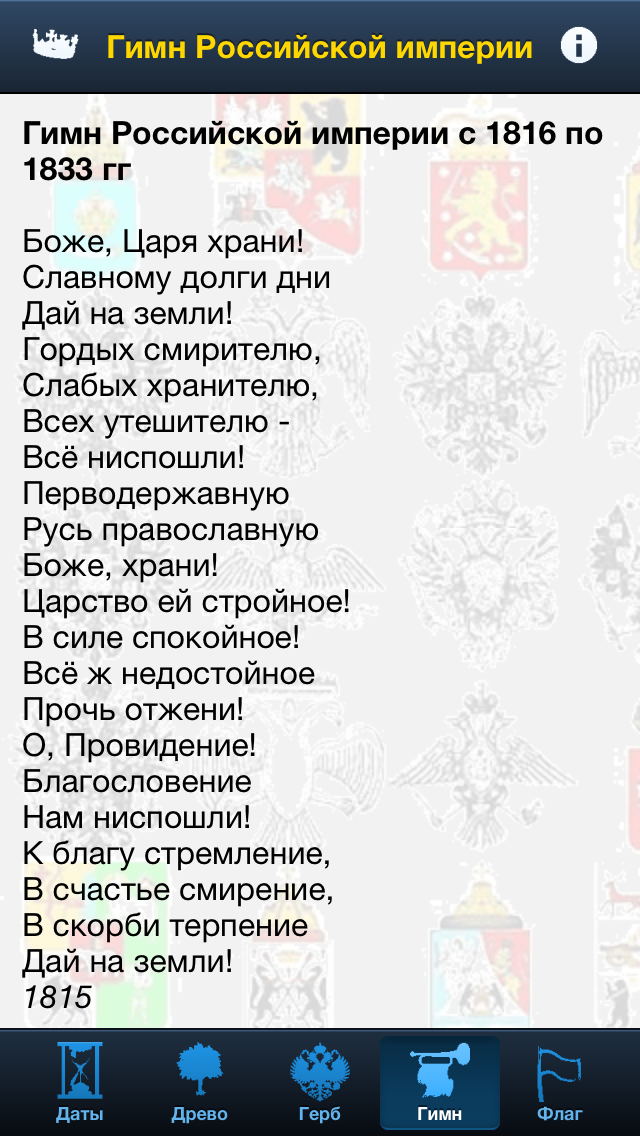 Гимн Российской империи
Гимн Российской империи с 1816 по
1833 гг
Боже, Царя храни!
Славному долги дни
Дай на земли!
Гордых смирителю,
Слабых хранителю,
Всех утешителю -
Всё ниспошли!
Перводержавную
Русь православную
Боже, храни!
Царство ей стройное!
В силе спокойное!
Всё ж недостойное
Прочь отжени!
О, Провидение!
Благословение
Нам ниспошли!
К благу стремление,
В счастье смирение,
В скорби терпение
Дай на земли!
1815
Даты Древо Герб Гимн Флаг